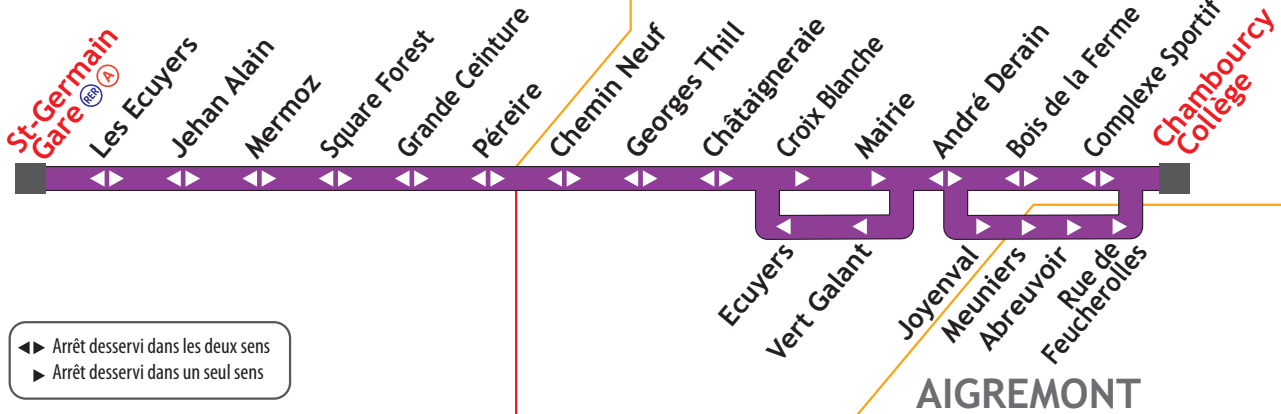 St-Germain
Gare RER A
Les Ecuyers
Jehan Alain
Mermoz
Square Forest
Grande Ceinture
Péreire
Chemin Neuf
Georges Thill
Châtaigneraie
Croix Blanche
Mairie
André Derain
Bois de la Ferme
Complexe Sportif
Chambourcy
Collège
Ecuyers
Vert Galant
Joyenval
Meuniers
Abreuvoir
Rue de
Feucherolles
Arrêt desservi dans les deux sens
Arrêt desservi dans un seul sens
AIGREMONT